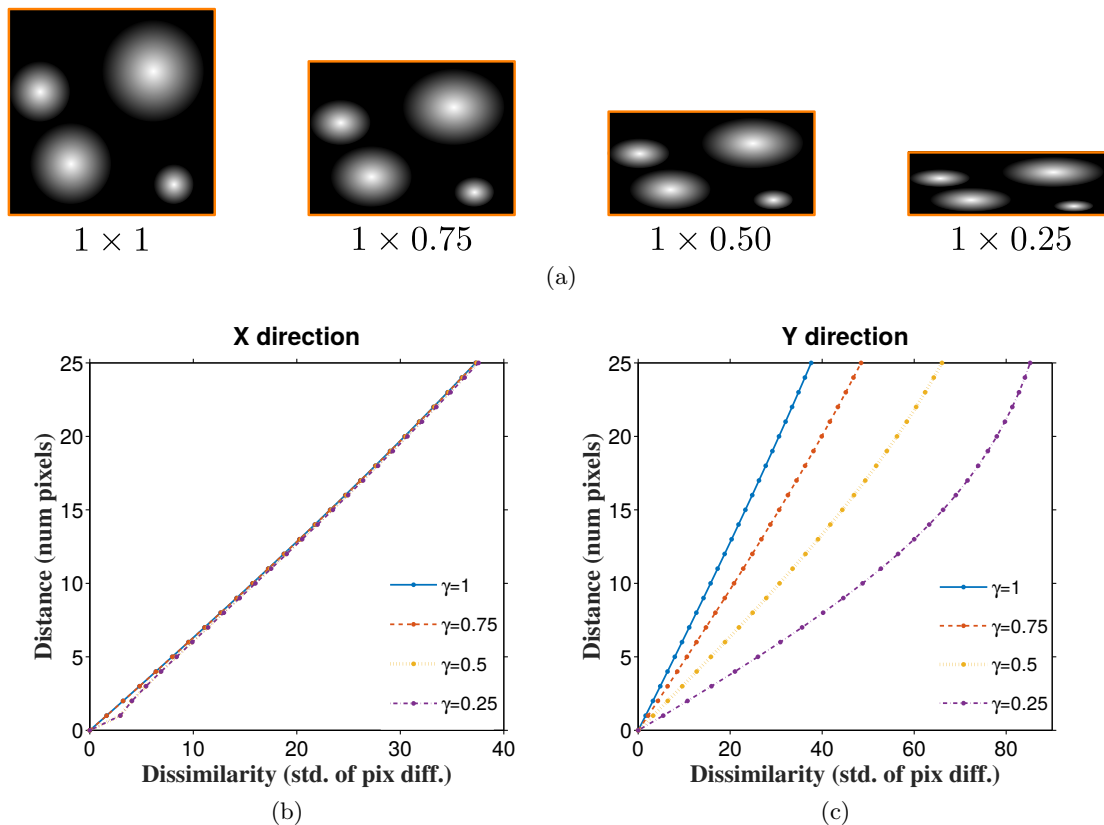 1 × 1
1 × 0.75
1 × 0.50
1 × 0.25
(a)
X direction
25
20
15
10
5
0
Distance (num pixels)
γ=1
γ=0.75
γ=0.5
γ=0.25
0 10 20 30 40
Dissimilarity (std. of pix diff.)
(b)
Y direction
25
20
15
10
5
0
Distance (num pixels)
γ=1
γ=0.75
γ=0.5
γ=0.25
0 20 40 60 80
Dissimilarity (std. of pix diff.)
(c)